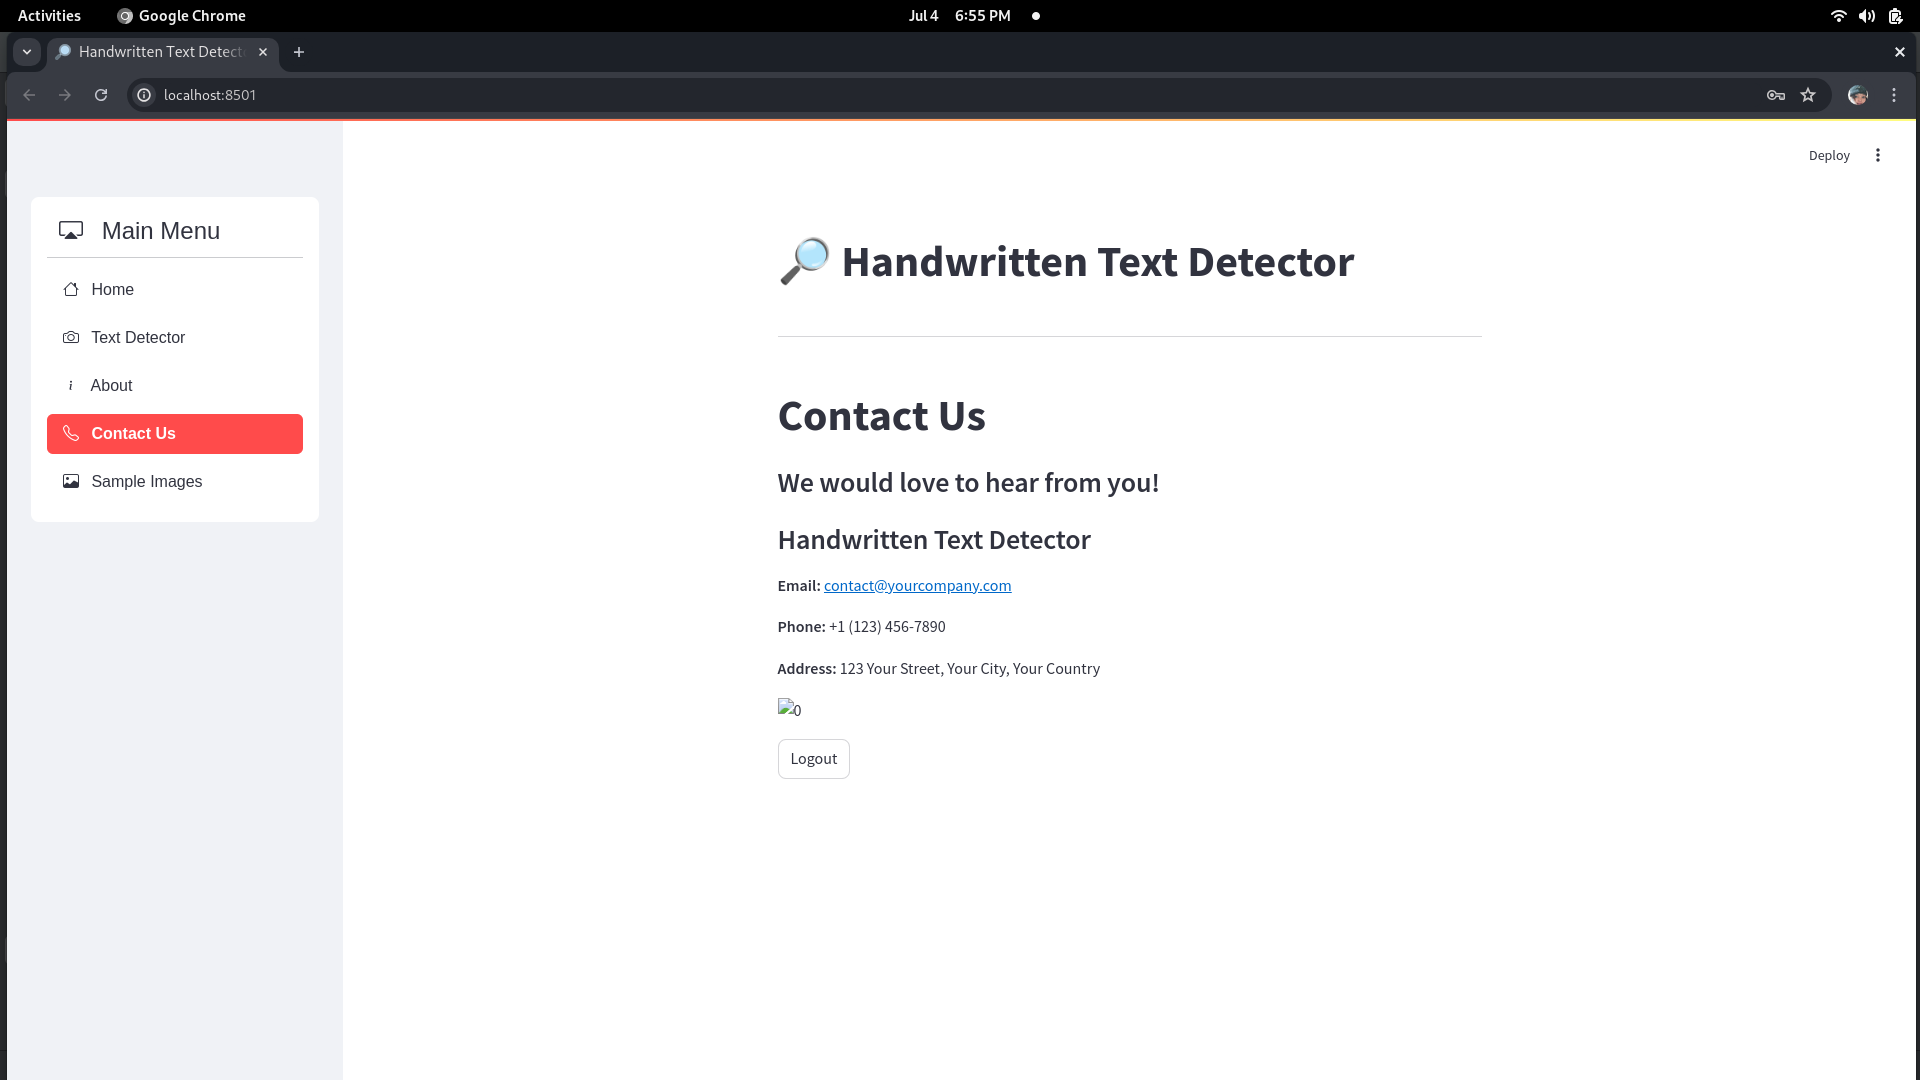 Activities
Google Chrome
Jul 4 6:55 PM
Handwritten Text Detect
localhost:8501
Deploy
Main Menu
Home
Text Detector
About
Contact Us
Sample Images
Handwritten Text Detector
Contact Us
We would love to hear from you!
Handwritten Text Detector
Email: contact@yourcompany.com
Phone: +1 (123) 456-7890
Address: 123 Your Street, Your City, Your Country
0
Logout